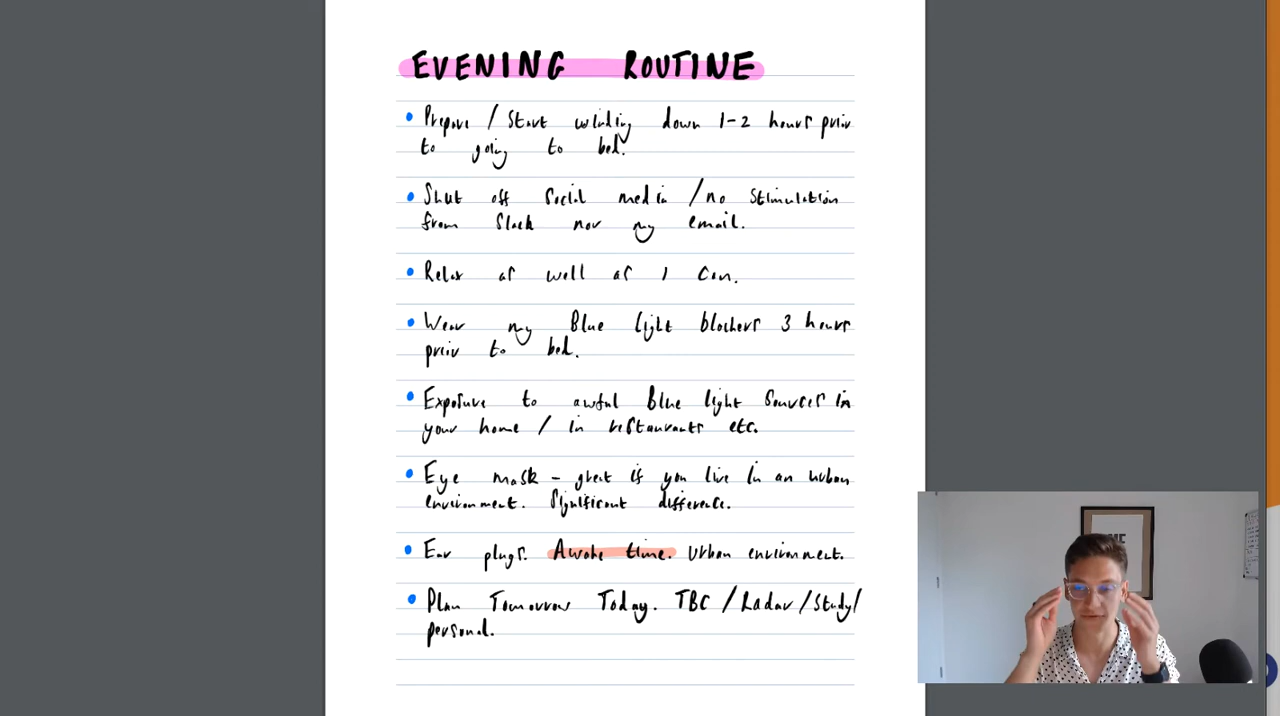 EVENING ROUTINE
• Prepare / Start winding down 1-2 hours prior
to going to bed.
• Shut off social media / no stimulation
from Slack nor my email.
• Relax as well as I can.
• Wear my Blue light blockers 3 hours
prior to bed.
• Exposure to awful Blue light sources in
your home / in restaurants etc.
• Eye mask - great if you live in an urban
environment. Significant difference.
• Ear plugs. Awake time. Urban environment.
• Plan Tomorrow Today. TBC / Radar / Study /
personal.